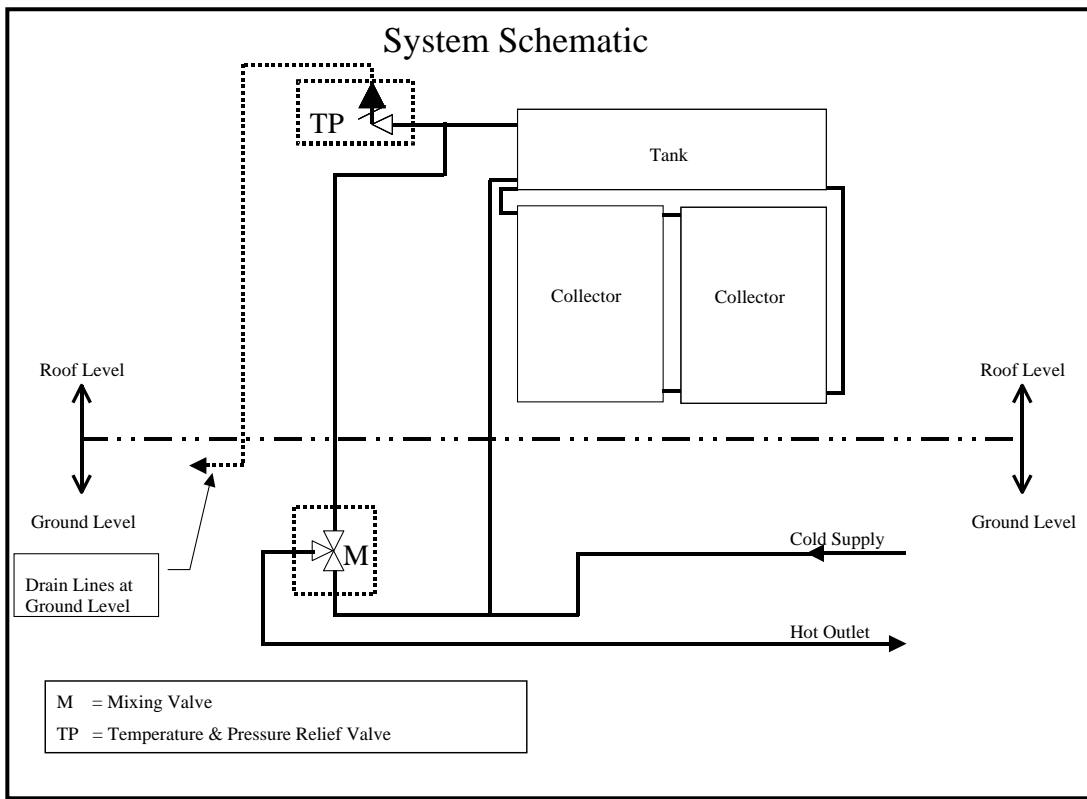 System Schematic
TP
Tank
Collector
Collector
Roof Level
Roof Level
Ground Level
Ground Level
M
Cold Supply
Drain Lines at
Ground Level
Hot Outlet
M = Mixing Valve
TP = Temperature & Pressure Relief Valve